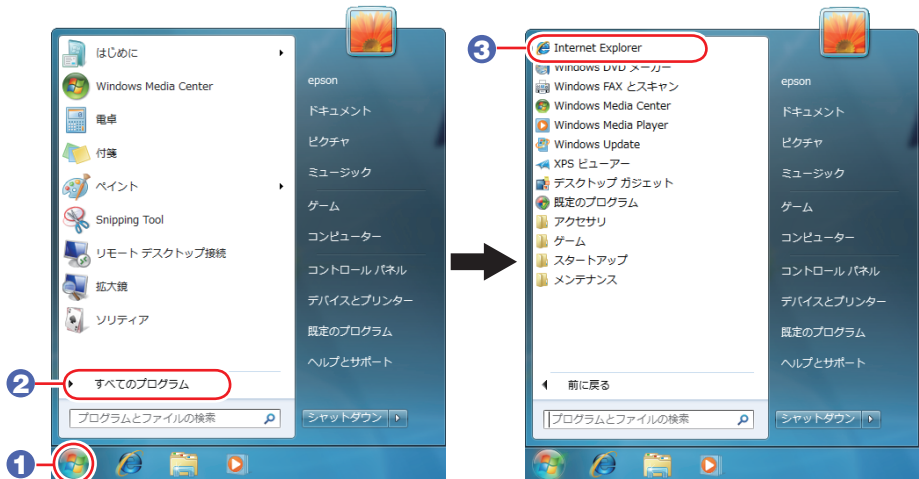 はじめに
Windows Media Center
電卓
付箋
ペイント
Snipping Tool
リモート デスクトップ接続
拡大鏡
ソリティア
2
すべてのプログラム
プログラムとファイルの検索
1
epson
ドキュメント
ピクチャ
ミュージック
ゲーム
コンピューター
コントロール パネル
デバイスとプリンター
既定のプログラム
ヘルプとサポート
シャットダウン
3
Internet Explorer
Windows DVD メーカー
Windows FAX とスキャン
Windows Media Center
Windows Media Player
Windows Update
XPS ビューアー
デスクトップ ガジェット
既定のプログラム
アクセサリ
ゲーム
スタートアップ
メンテナンス
前に戻る
プログラムとファイルの検索
epson
ドキュメント
ピクチャ
ミュージック
ゲーム
コンピューター
コントロール パネル
デバイスとプリンター
既定のプログラム
ヘルプとサポート
シャットダウン